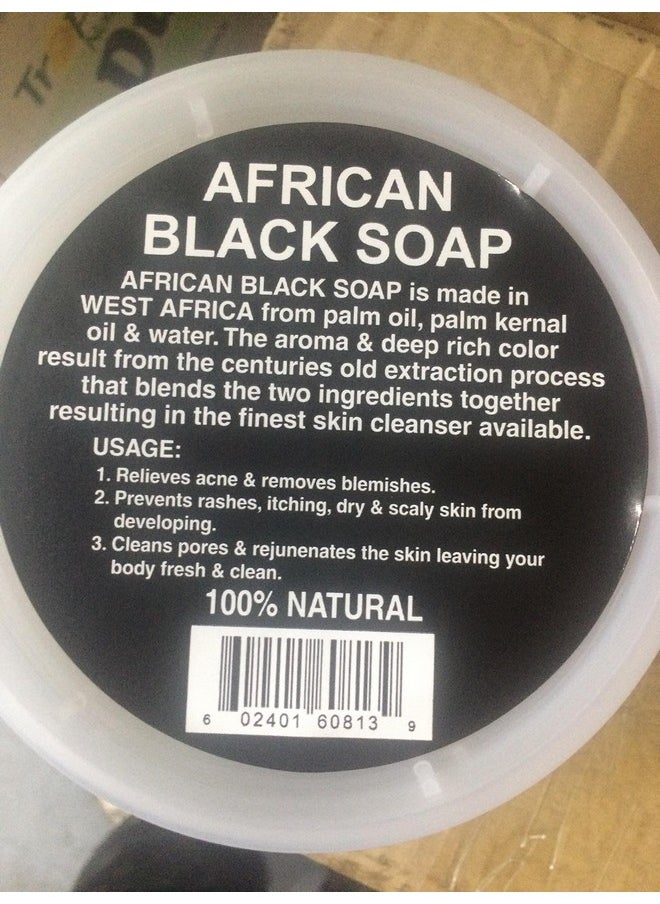 AFRICAN
BLACK SOAP
AFRICAN BLACK SOAP is made in
WEST AFRICA from palm oil, palm kernal
oil & water. The aroma & deep rich color
result from the centuries old extraction process
that blends the two ingredients together
resulting in the finest skin cleanser available.
USAGE:
1. Relieves acne & removes blemishes.
2. Prevents rashes, itching, dry & scaly skin from
developing.
3. Cleans pores & rejunenates the skin leaving your
body fresh & clean.
100% NATURAL
6 02401 60813 9